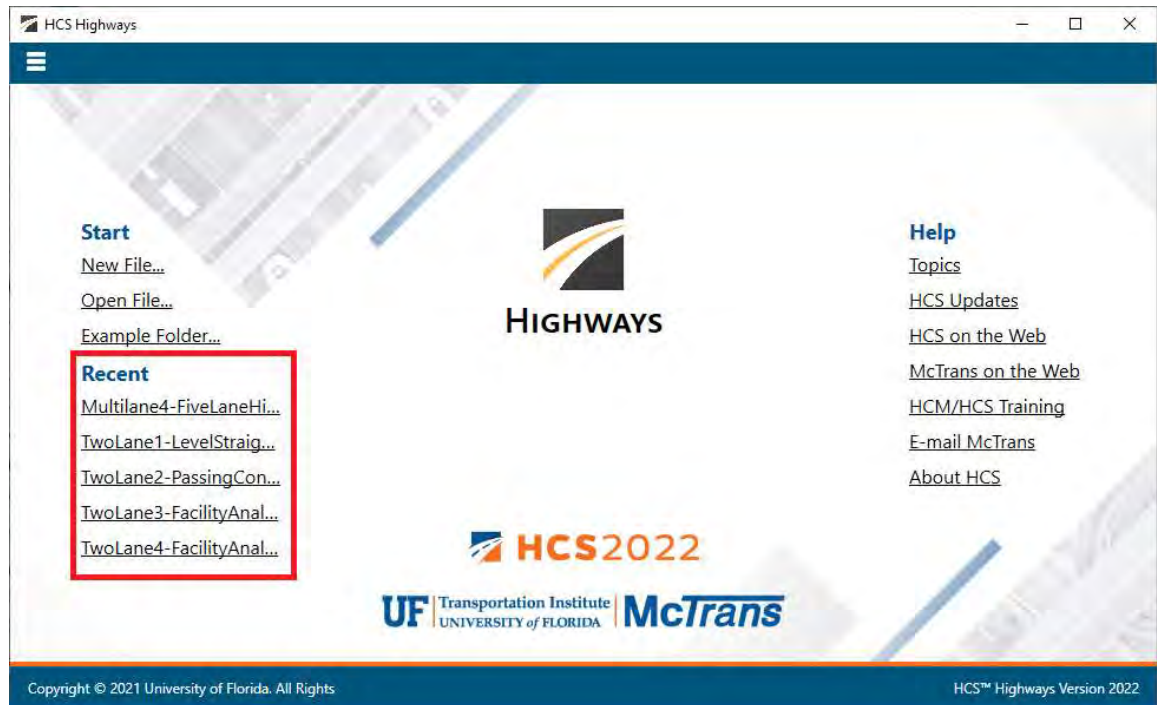 HCS Highways
Start
New File...
Open File...
Example Folder...
Recent
Multilane4-FiveLaneHi...
TwoLane1-LevelStraig...
TwoLane2-PassingCon...
TwoLane3-FacilityAnal...
TwoLane4-FacilityAnal...
HIGHWAYS
HCS2022
UF Transportation Institute McTrans
UNIVERSITY of FLORIDA
Help
Topics
HCS Updates
HCS on the Web
McTrans on the Web
HCM/HCS Training
E-mail McTrans
About HCS
Copyright © 2021 University of Florida. All Rights
HCS™ Highways Version 2022